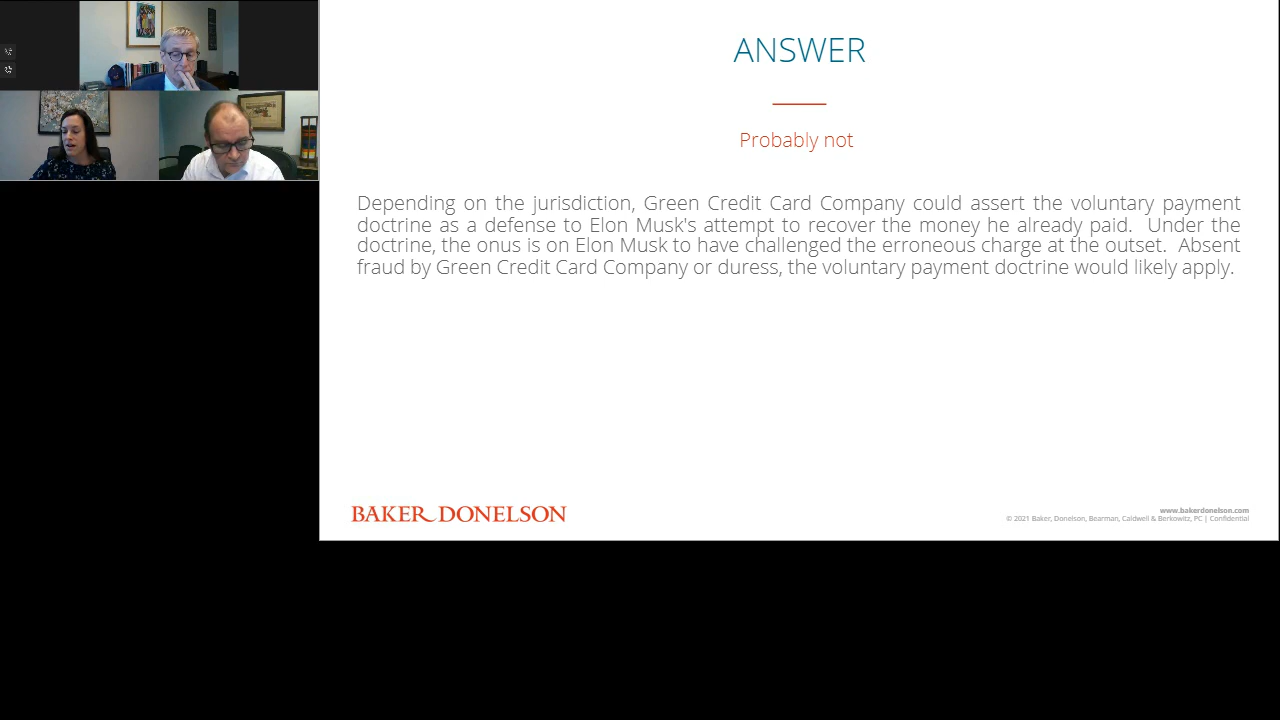 ANSWER
Probably not
Depending on the jurisdiction, Green Credit Card Company could assert the voluntary payment
doctrine as a defense to Elon Musk's attempt to recover the money he already paid.  Under the
doctrine, the onus is on Elon Musk to have challenged the erroneous charge at the outset.  Absent
fraud by Green Credit Card Company or duress, the voluntary payment doctrine would likely apply.
BAKER DONELSON
www.bakerdonelson.com
© 2021 Baker, Donelson, Bearman, Caldwell & Berkowitz, PC | Confidential